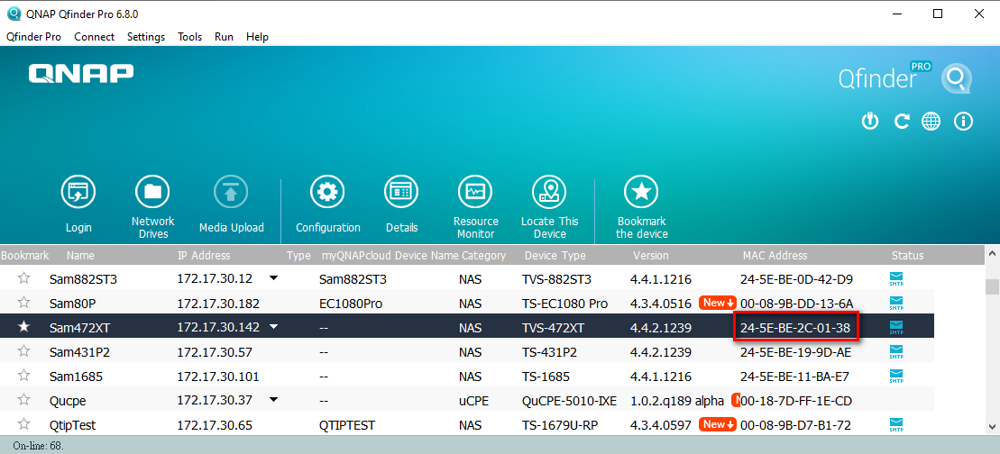 QNAP Qfinder Pro 6.8.0
Qfinder Pro Connect Settings Tools Run Help
QNAP
Qfinder PRO
Login
Network Drives
Media Upload
Configuration
Details
Resource Monitor
Locate This Device
Bookmark the device
Bookmark Name IP Address Type myQNAPcloud Device Name Category Device Type Version MAC Address Status
Sam882ST3 172.17.30.12 Sam882ST3 NAS TVS-882ST3 4.4.1.1216 24-5E-BE-0D-42-D9 SMTP
Sam80P 172.17.30.182 EC1080Pro NAS TS-EC1080 Pro 4.3.4.0516 New 00-08-9B-DD-13-6A SMTP
Sam472XT 172.17.30.142 -- NAS TVS-472XT 4.4.2.1239 24-5E-BE-2C-01-38 SMTP
Sam431P2 172.17.30.57 -- NAS TS-431P2 4.4.2.1239 24-5E-BE-19-9D-AE SMTP
Sam1685 172.17.30.101 -- NAS TS-1685 4.4.1.1216 24-5E-BE-11-BA-E7 SMTP
Qucpe 172.17.30.37 -- uCPE QuCPE-5010-IXE 1.0.2.q189 alpha 00-18-7D-FF-1E-CD
QtipTest 172.17.30.65 QTIPTEST NAS TS-1679U-RP 4.3.4.0597 New 00-08-9B-D7-B1-72 SMTP
On-line: 68.